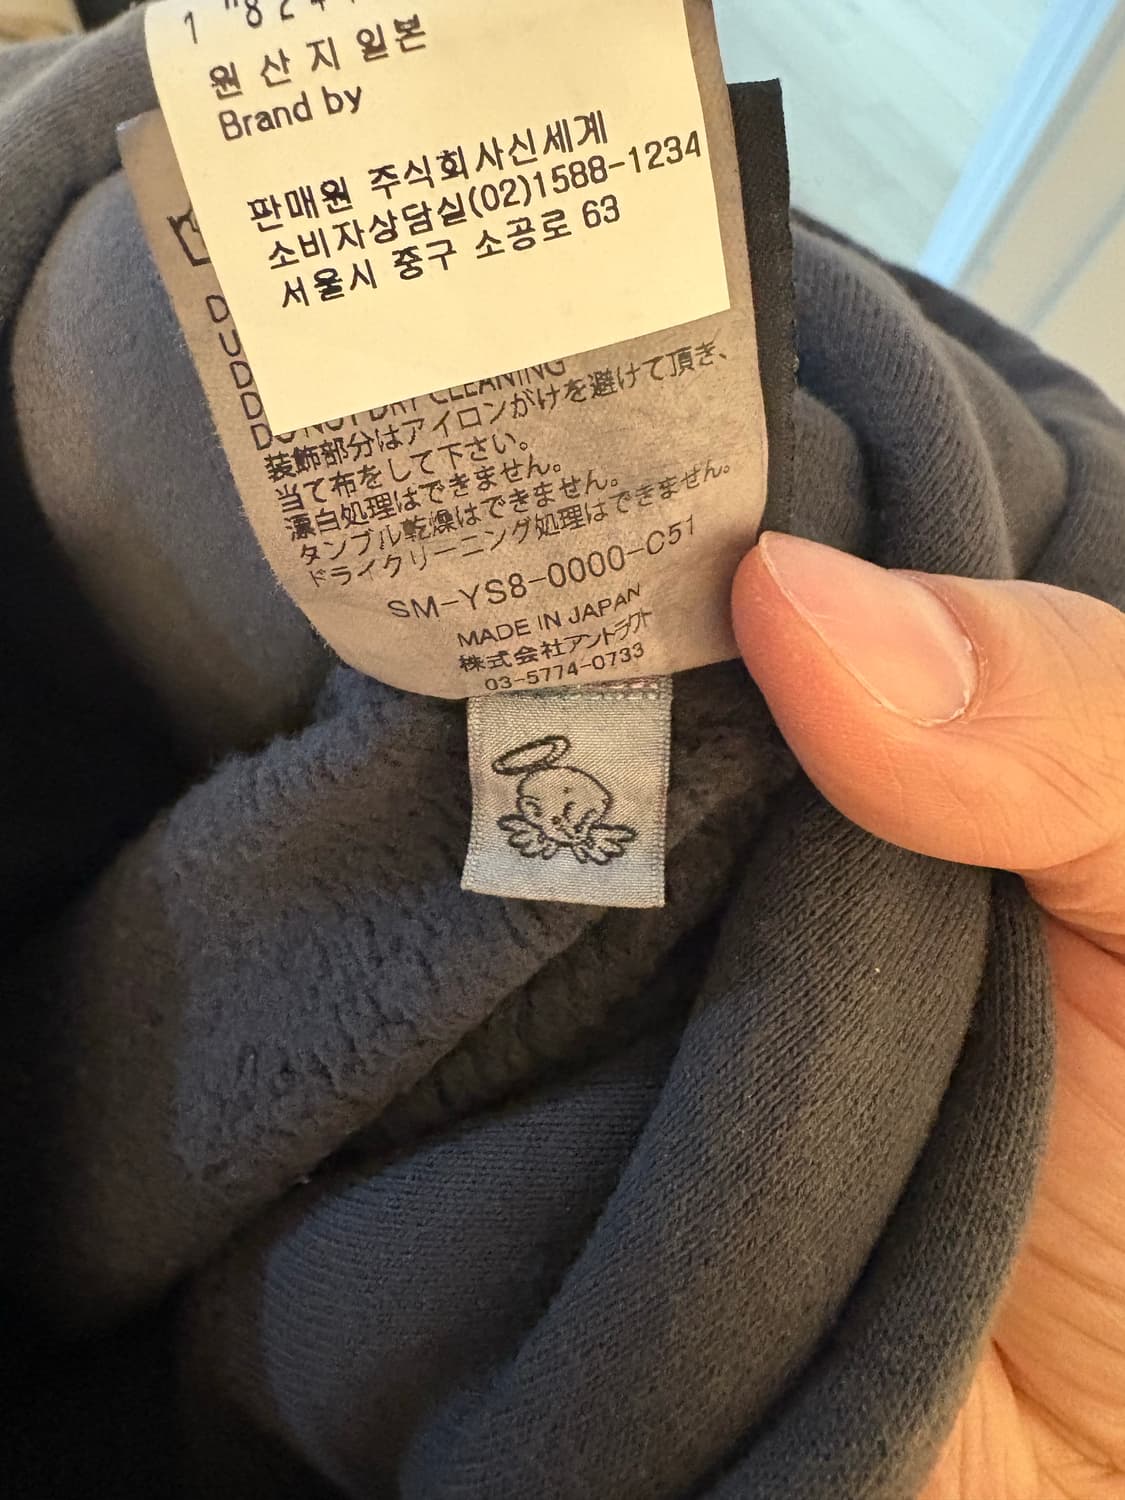 원산지 일본
Brand by
판매원 주식회사신세계
소비자상담실(02)1588-1234
서울시 중구 소공로 63
DO NOT DRY CLEANING
装飾部分はアイロンがけを避けて頂き、
当て布をして下さい。
漂白処理はできません。
タンブル乾燥はできません。
ドライクリーニング処理はできません。
SM-YS8-0000-C51
MADE IN JAPAN
株式会社アントラクト
03-5774-0733